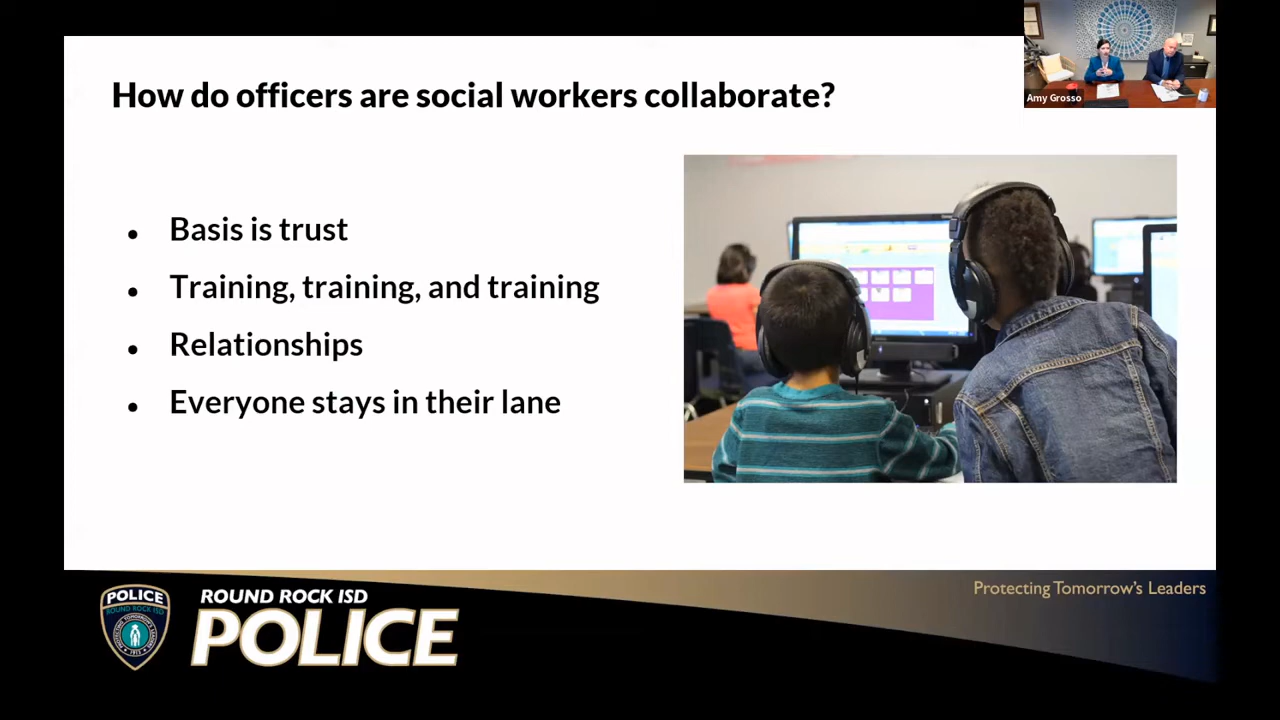 How do officers are social workers collaborate?
Amy Grosso
● Basis is trust
● Training, training, and training
● Relationships
● Everyone stays in their lane
Protecting Tomorrow's Leaders
POLICE
ROUND ROCK ISD
ROUND ROCK ISD
POLICE